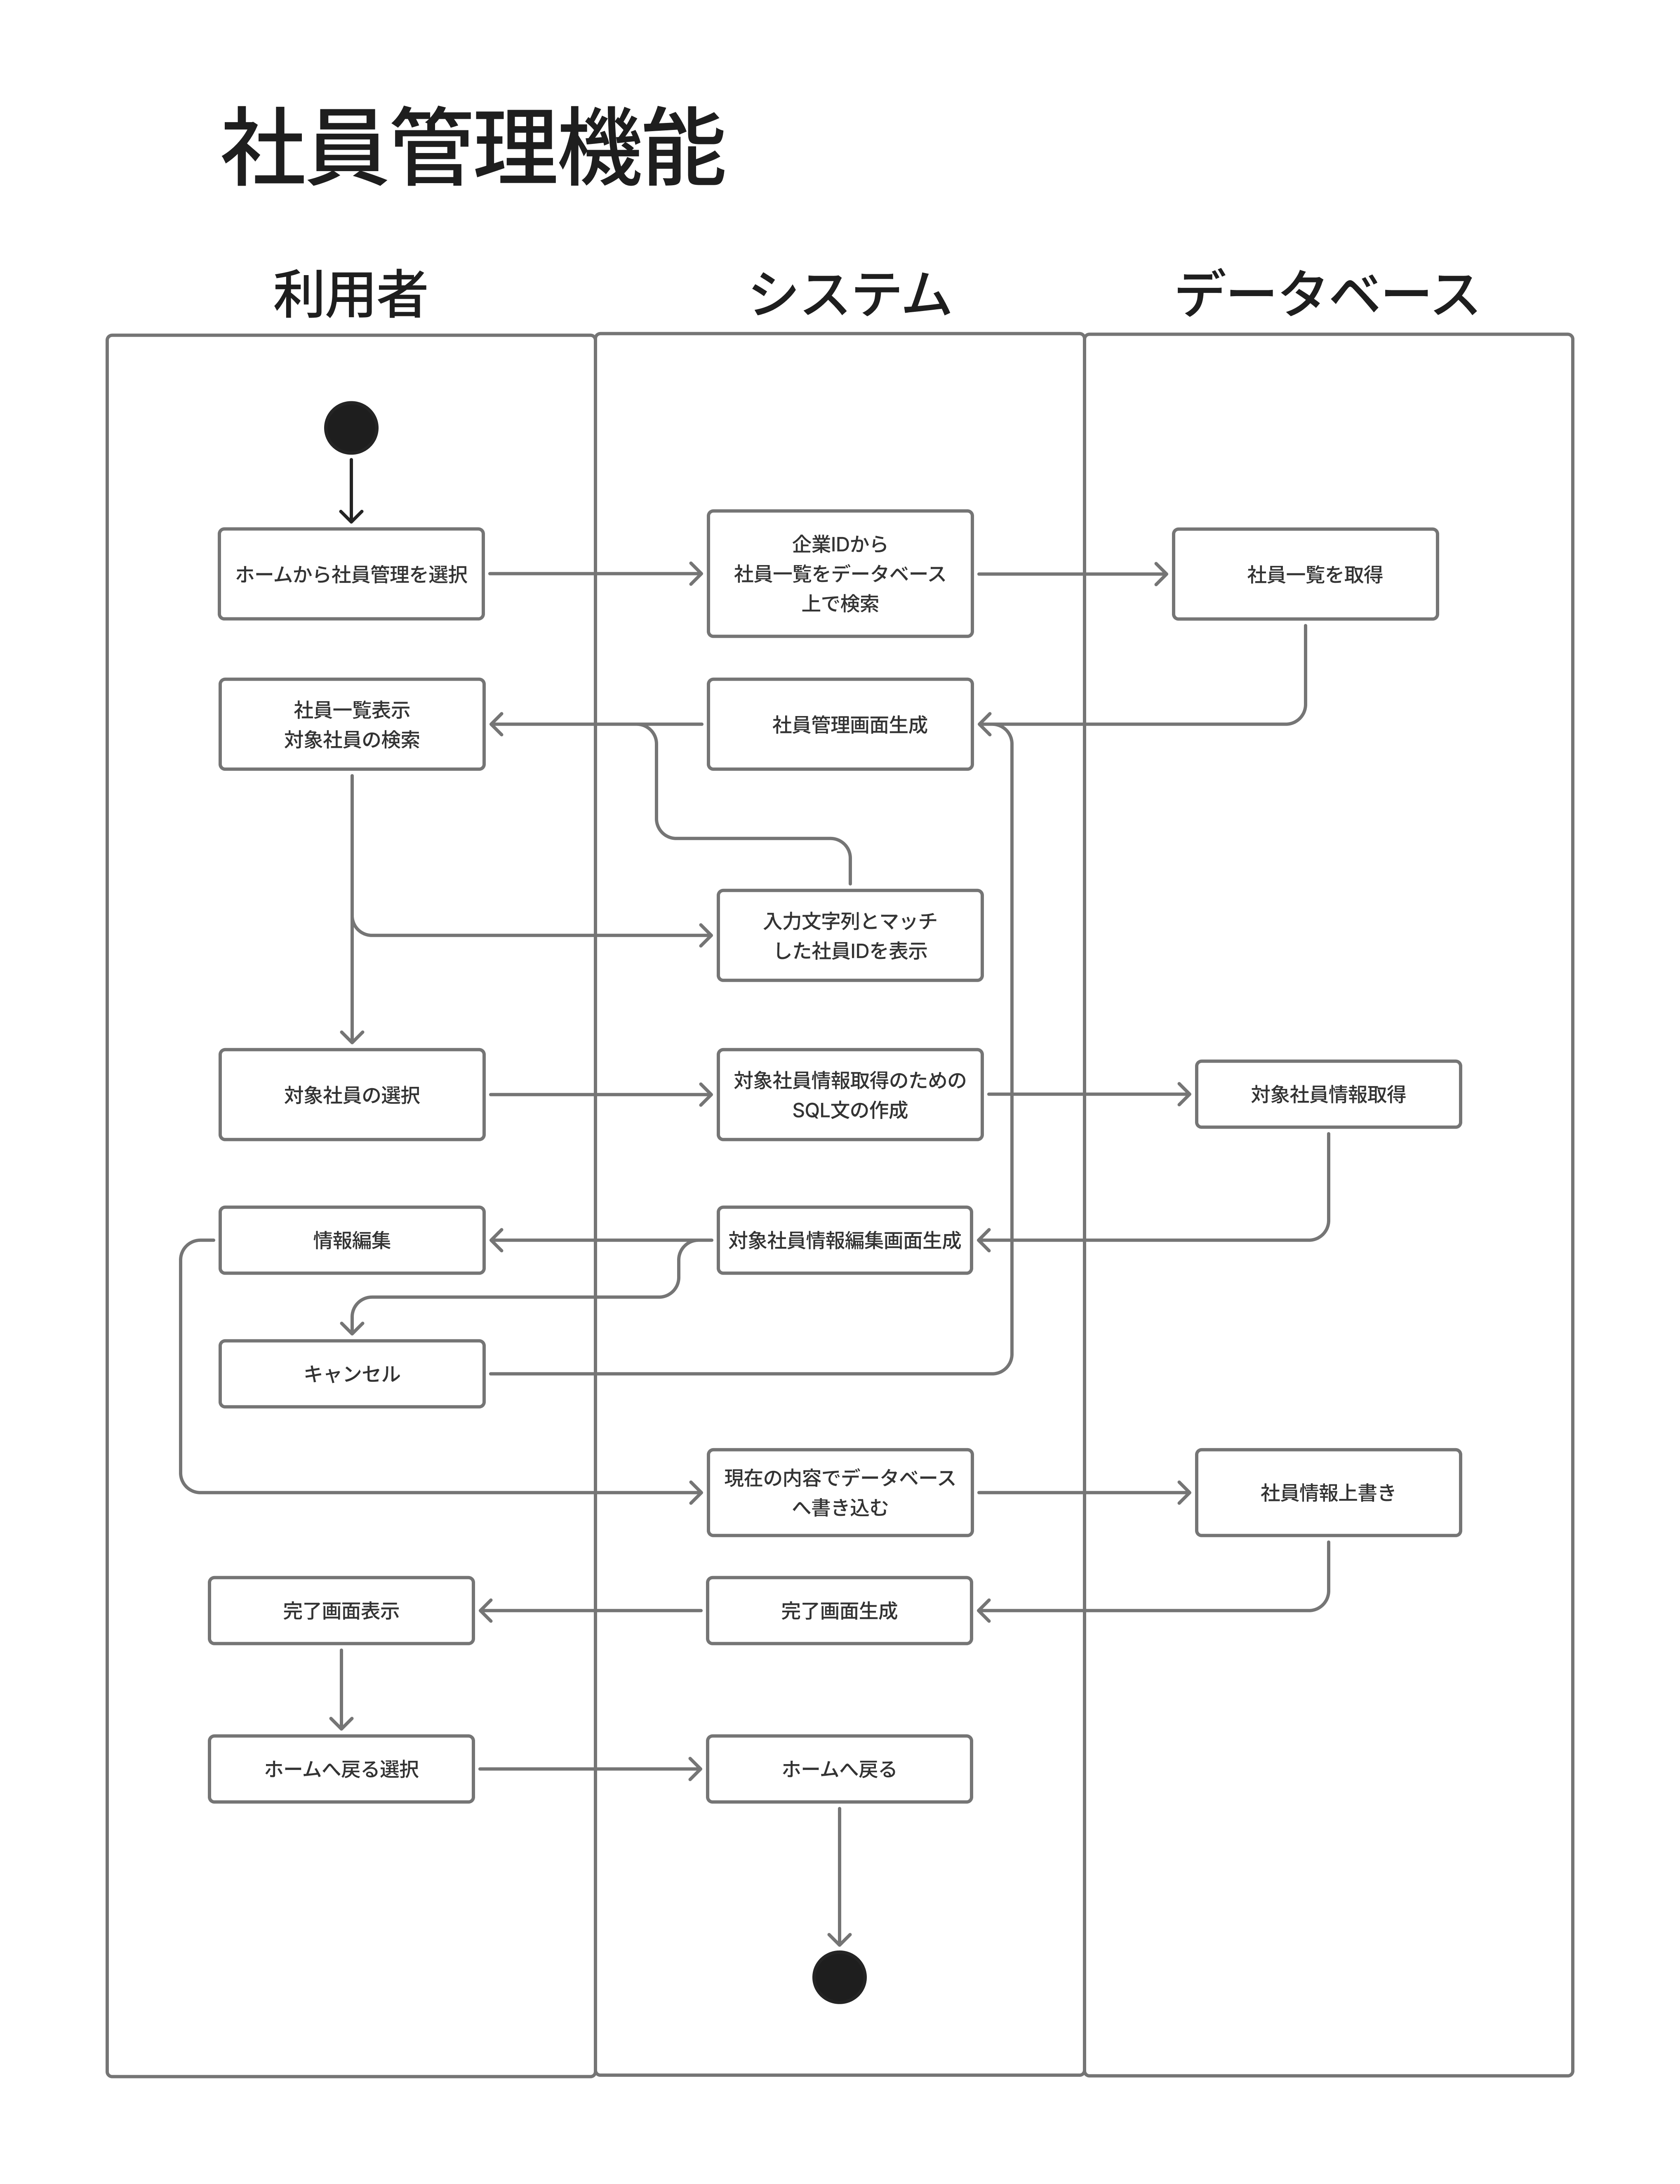 社員管理機能
利用者
システム
データベース
ホームから社員管理を選択
企業IDから
社員一覧をデータベース
上で検索
社員一覧を取得
社員一覧表示
対象社員の検索
社員管理画面生成
入力文字列とマッチ
した社員IDを表示
対象社員の選択
対象社員情報取得のための
SQL文の作成
対象社員情報取得
情報編集
対象社員情報編集画面生成
キャンセル
現在の内容でデータベース
へ書き込む
社員情報上書き
完了画面表示
完了画面生成
ホームへ戻る選択
ホームへ戻る